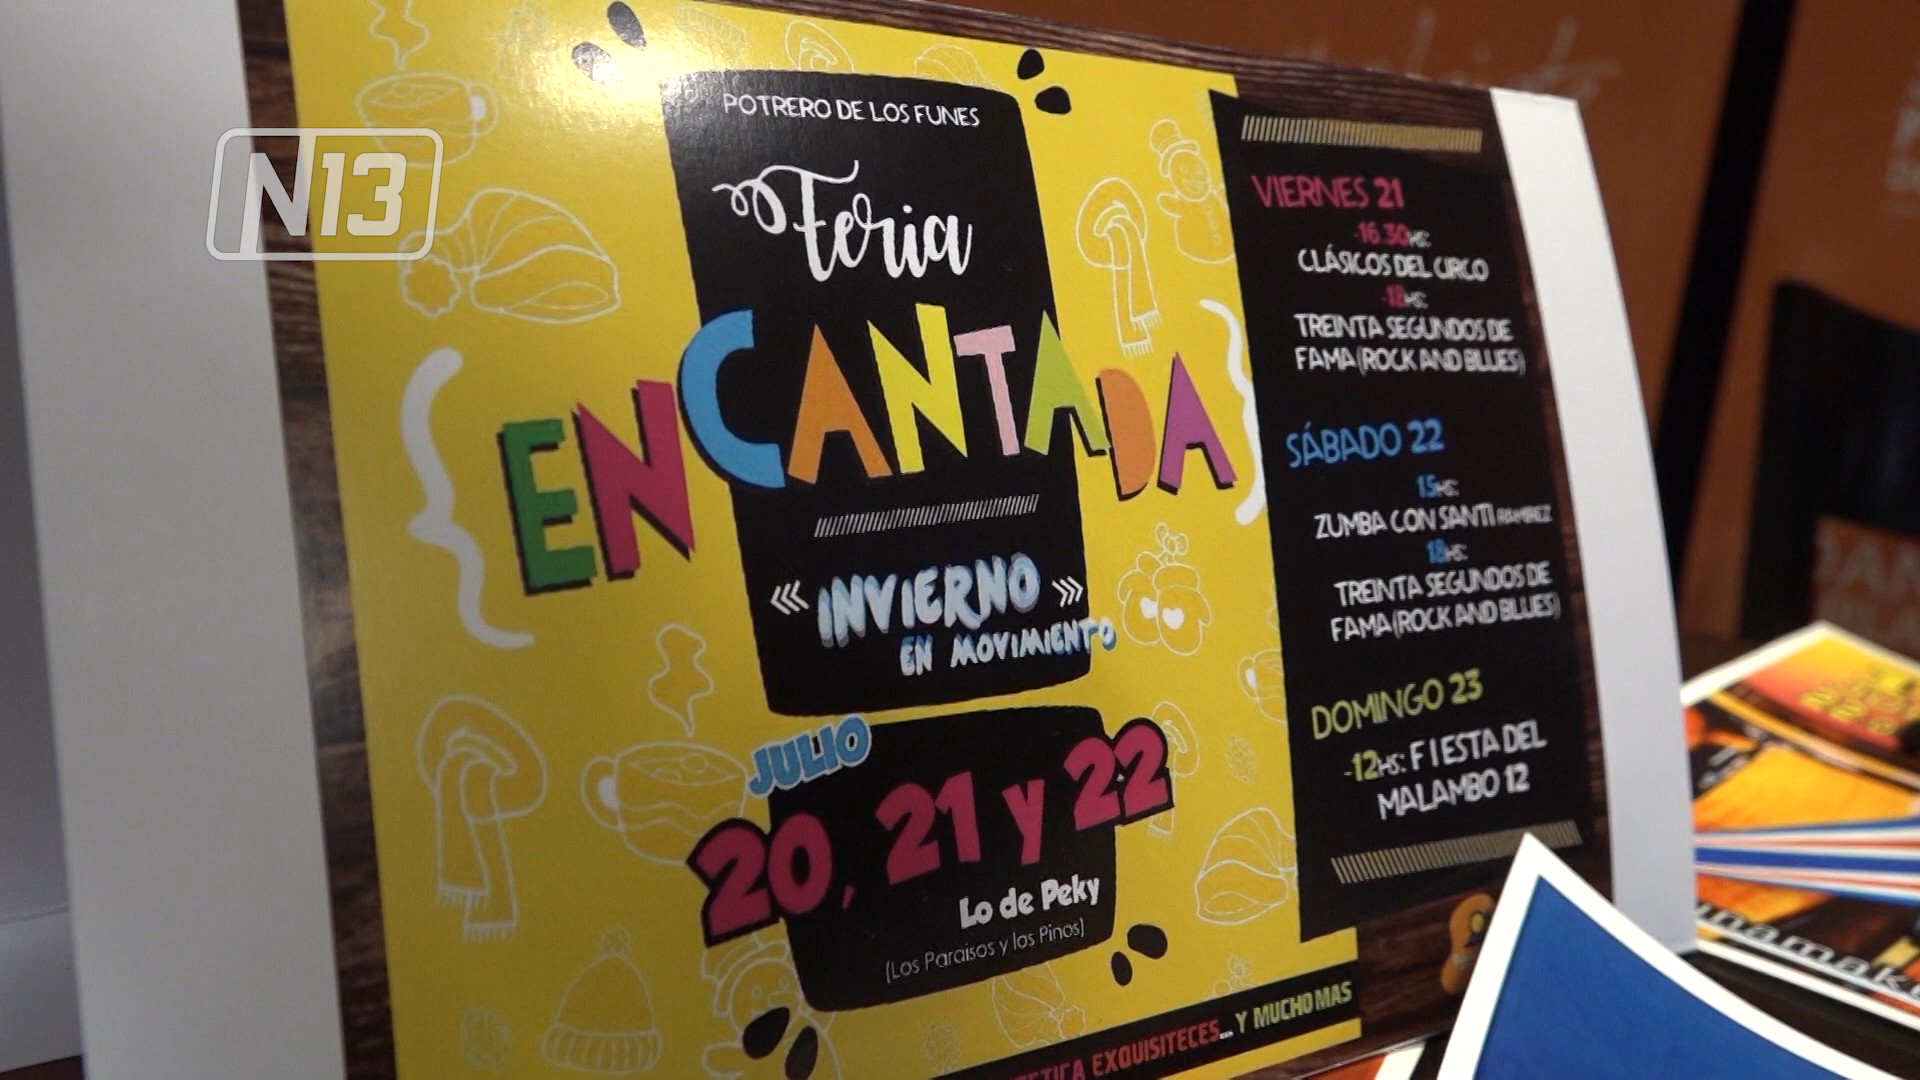 N13
POTRERO DE LOS FUNES
Feria
ENCANTADA
INVIERNO
EN MOVIMIENTO
JULIO
20, 21 y 22
Lo de Peky
(Los Paraisos y los Pinos)
EXQUISITECES... Y MUCHO MAS
VIERNES 21
-16.30HS:
CLÁSICOS DEL CIRCO
-18HS:
TREINTA SEGUNDOS DE
FAMA (ROCK AND BLUES)
SÁBADO 22
15HS:
ZUMBA CON SANTI RAMIREZ
18HS:
TREINTA SEGUNDOS DE
FAMA (ROCK AND BLUES)
DOMINGO 23
-12HS: FIESTA DEL
MALAMBO 12